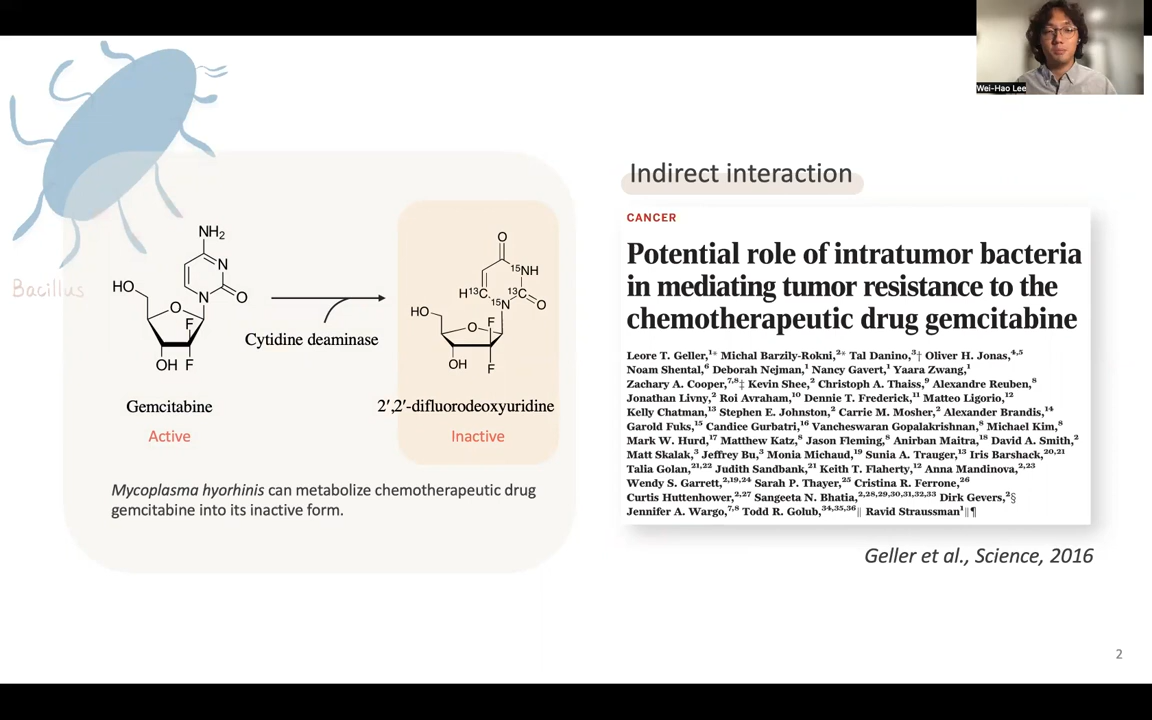 Wei-Hao Lee
Bacillus
NH2
N
HO
N
O
O
F
OH F
Gemcitabine
Active
Cytidine deaminase
O
15NH
H13C
13C
15N
O
HO
O
F
OH
F
2′,2′-difluorodeoxyuridine
Inactive
Mycoplasma hyorhinis can metabolize chemotherapeutic drug
gemcitabine into its inactive form.
Indirect interaction
CANCER
Potential role of intratumor bacteria
in mediating tumor resistance to the
chemotherapeutic drug gemcitabine
Leore T. Geller,1* Michal Barzily-Rokni,2* Tal Danino,3† Oliver H. Jonas,4,5
Noam Shental,6 Deborah Nejman,1 Nancy Gavert,1 Yaara Zwang,1
Zachary A. Cooper,7,8‡ Kevin Shee,2 Christoph A. Thaiss,9 Alexandre Reuben,8
Jonathan Livny,2 Roi Avraham,10 Dennie T. Frederick,11 Matteo Ligorio,12
Kelly Chatman,13 Stephen E. Johnston,2 Carrie M. Mosher,2 Alexander Brandis,14
Garold Fuks,15 Candice Gurbatri,16 Vancheswaran Gopalakrishnan,8 Michael Kim,8
Mark W. Hurd,17 Matthew Katz,8 Jason Fleming,8 Anirban Maitra,18 David A. Smith,2
Matt Skalak,3 Jeffrey Bu,3 Monia Michaud,19 Sunia A. Trauger,13 Iris Barshack,20,21
Talia Golan,21,22 Judith Sandbank,21 Keith T. Flaherty,12 Anna Mandinova,2,23
Wendy S. Garrett,2,19,24 Sarah P. Thayer,25 Cristina R. Ferrone,26
Curtis Huttenhower,2,27 Sangeeta N. Bhatia,2,28,29,30,31,32,33 Dirk Gevers,2§
Jennifer A. Wargo,7,8 Todd R. Golub,34,35,36‖ Ravid Straussman1‖¶
Geller et al., Science, 2016
2